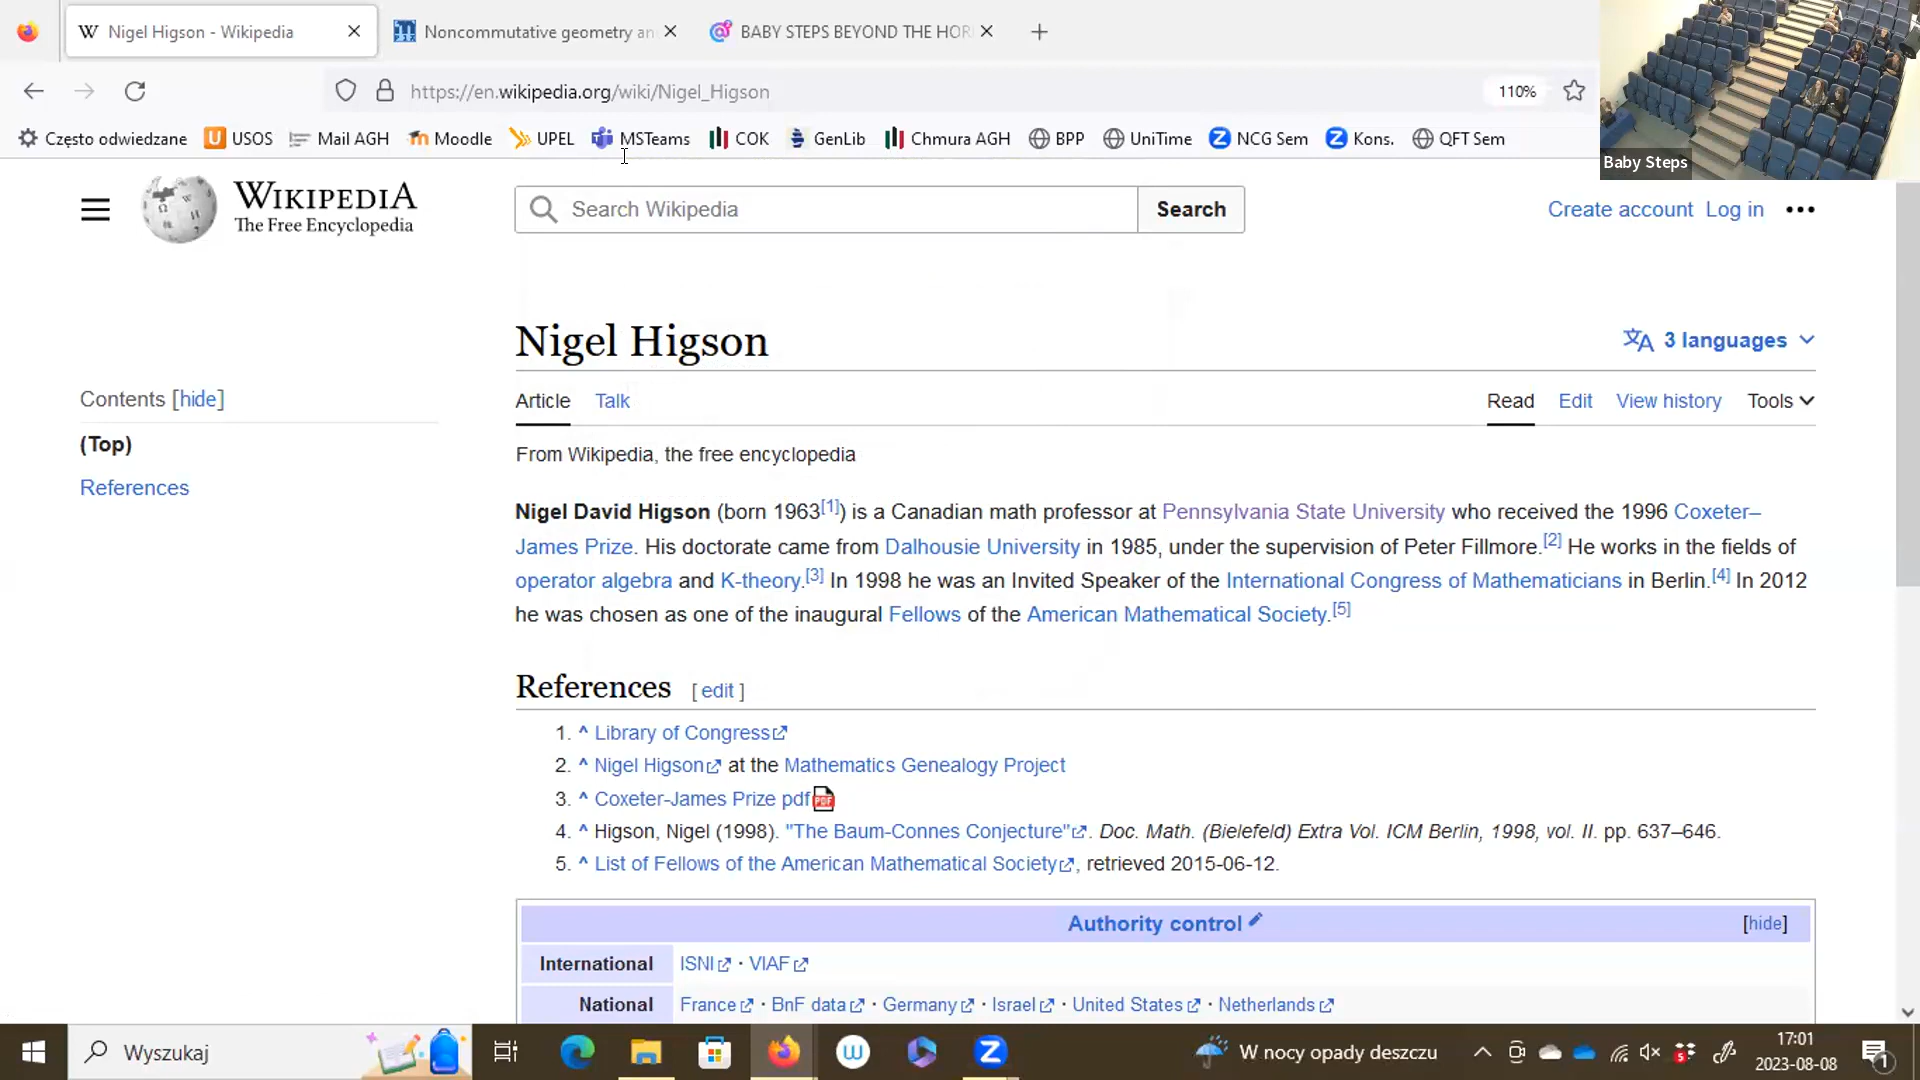 Nigel Higson - Wikipedia
Noncommutative geometry an
BABY STEPS BEYOND THE HOR
https://en.wikipedia.org/wiki/Nigel_Higson
110%
Często odwiedzane
USOS
Mail AGH
Moodle
UPEL
MSTeams
COK
GenLib
Chmura AGH
BPP
UniTime
NCG Sem
Kons.
QFT Sem
Baby Steps
WIKIPEDIA
The Free Encyclopedia
Search Wikipedia
Search
Create account
Log in
Nigel Higson
3 languages
Contents [hide]
(Top)
References
Article
Talk
Read
Edit
View history
Tools
From Wikipedia, the free encyclopedia
Nigel David Higson (born 1963[1]) is a Canadian math professor at Pennsylvania State University who received the 1996 Coxeter–
James Prize. His doctorate came from Dalhousie University in 1985, under the supervision of Peter Fillmore.[2] He works in the fields of
operator algebra and K-theory.[3] In 1998 he was an Invited Speaker of the International Congress of Mathematicians in Berlin.[4] In 2012
he was chosen as one of the inaugural Fellows of the American Mathematical Society.[5]
References [ edit ]
1. ^ Library of Congress
2. ^ Nigel Higson at the Mathematics Genealogy Project
3. ^ Coxeter-James Prize pdf
4. ^ Higson, Nigel (1998). "The Baum-Connes Conjecture". Doc. Math. (Bielefeld) Extra Vol. ICM Berlin, 1998, vol. II. pp. 637–646.
5. ^ List of Fellows of the American Mathematical Society, retrieved 2015-06-12.
Authority control
[hide]
International
ISNI · VIAF
National
France · BnF data · Germany · Israel · United States · Netherlands
Wyszukaj
W nocy opady deszczu
17:01
2023-08-08
1